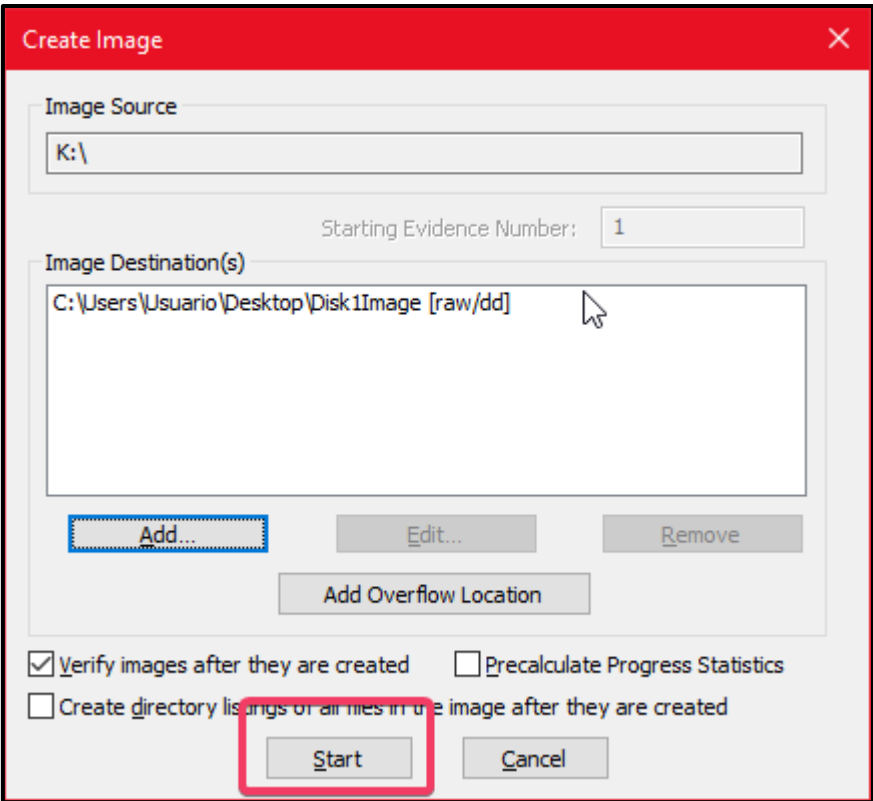 Create Image
Image Source
K:\
Starting Evidence Number: 1
Image Destination(s)
C:\Users\Usuario\Desktop\Disk1Image [raw/dd]
Add... Edit... Remove
Add Overflow Location
Verify images after they are created Precalculate Progress Statistics
Create directory listings of all files in the image after they are created
Start Cancel